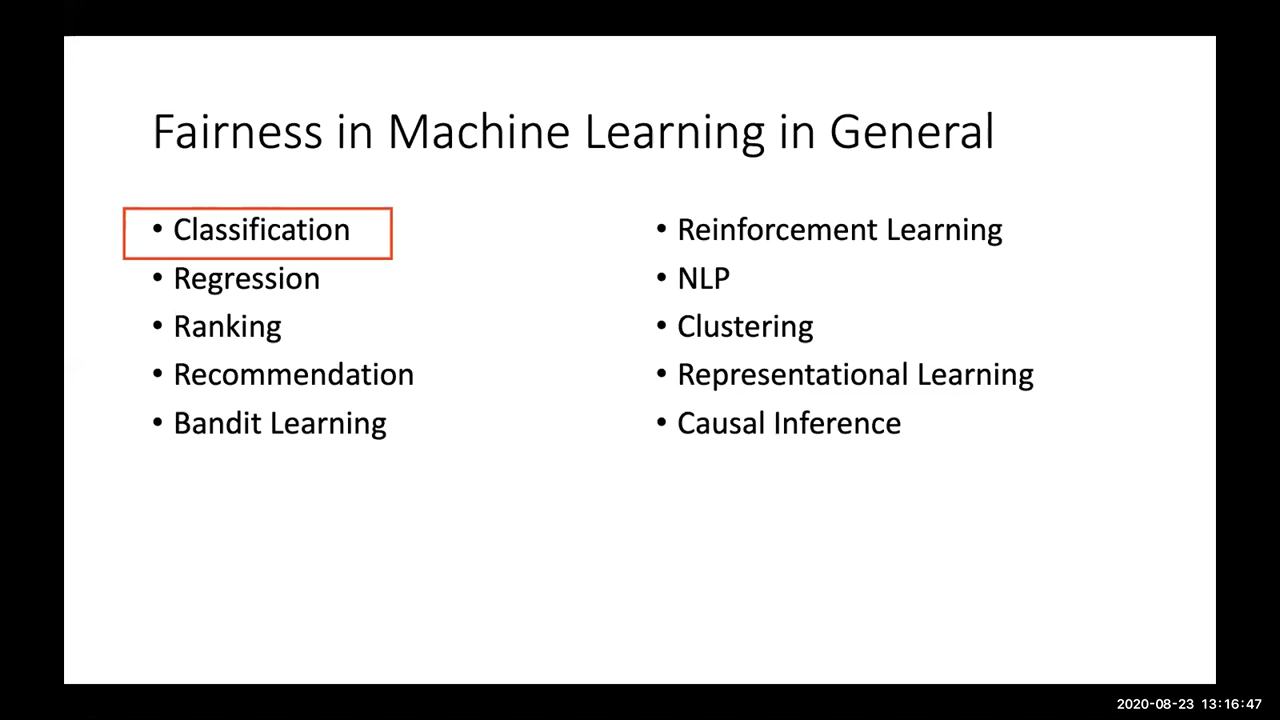 Fairness in Machine Learning in General
• Classification
• Regression
• Ranking
• Recommendation
• Bandit Learning
• Reinforcement Learning
• NLP
• Clustering
• Representational Learning
• Causal Inference
2020-08-23 13:16:47